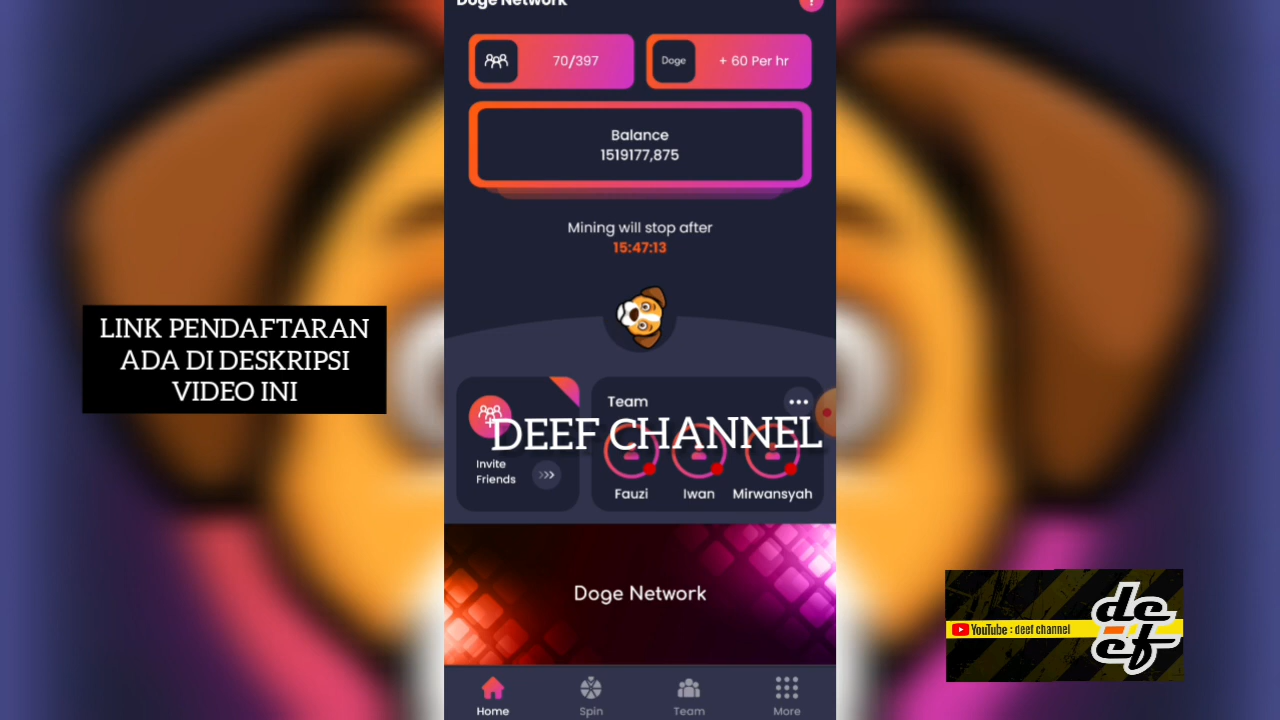 Doge Network
?
70/397
Doge
+ 60 Per hr
Balance
1519177,875
Mining will stop after
15:47:13
LINK PENDAFTARAN
ADA DI DESKRIPSI
VIDEO INI
Team
DEEF CHANNEL
Invite
Friends
Fauzi
Iwan
Mirwansyah
Doge Network
de
ef
YouTube : deef channel
Home
Spin
Team
More